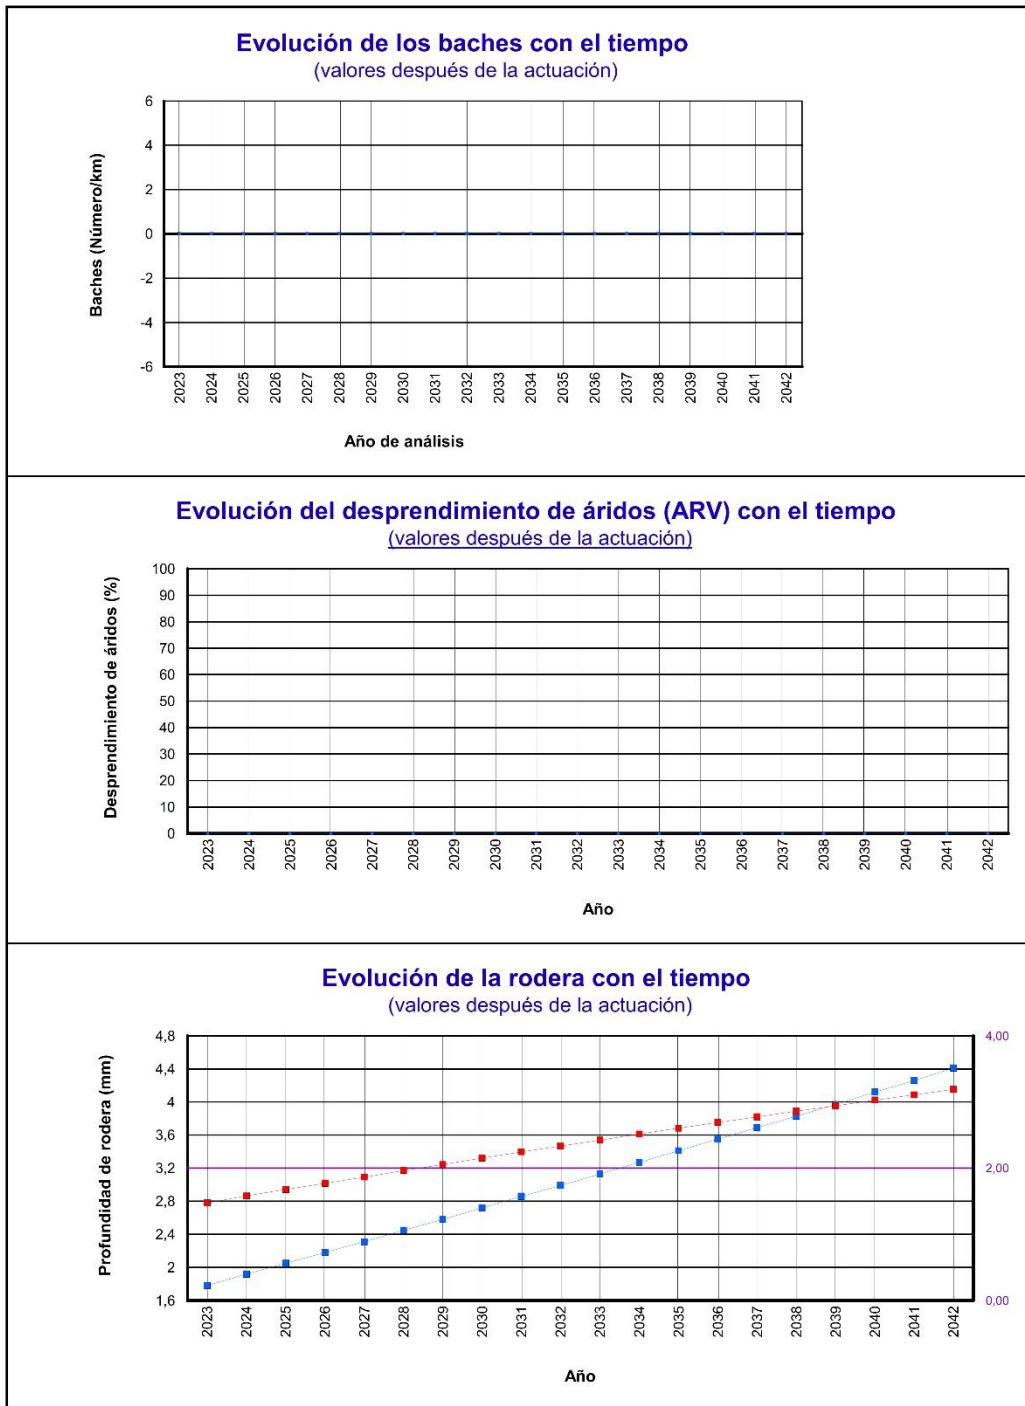 Evolución de los baches con el tiempo
(valores después de la actuación)
Baches (Número/km)
6
4
2
0
-2
-4
-6
2023 2024 2025 2026 2027 2028 2029 2030 2031 2032 2033 2034 2035 2036 2037 2038 2039 2040 2041 2042
Año de análisis
Evolución del desprendimiento de áridos (ARV) con el tiempo
(valores después de la actuación)
Desprendimiento de áridos (%)
100
90
80
70
60
50
40
30
20
10
0
2023 2024 2025 2026 2027 2028 2029 2030 2031 2032 2033 2034 2035 2036 2037 2038 2039 2040 2041 2042
Año
Evolución de la rodera con el tiempo
(valores después de la actuación)
Profundidad de rodera (mm)
4,8 4,00
4,4
4
3,6
3,2 2,00
2,8
2,4
2
1,6 0,00
2023 2024 2025 2026 2027 2028 2029 2030 2031 2032 2033 2034 2035 2036 2037 2038 2039 2040 2041 2042
Año